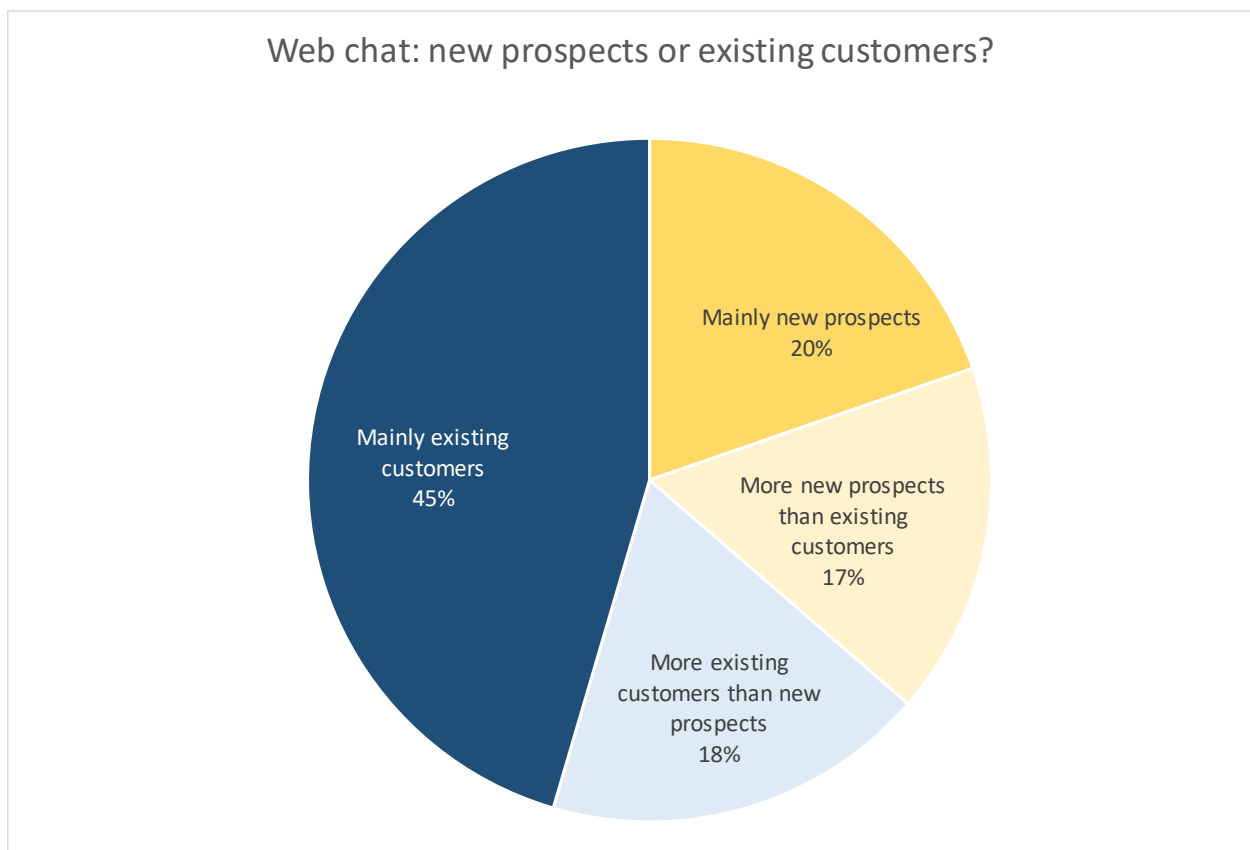 Web chat: new prospects or existing customers?
Mainly new prospects
20%
More new prospects
than existing
customers
17%
More existing
customers than new
prospects
18%
Mainly existing
customers
45%